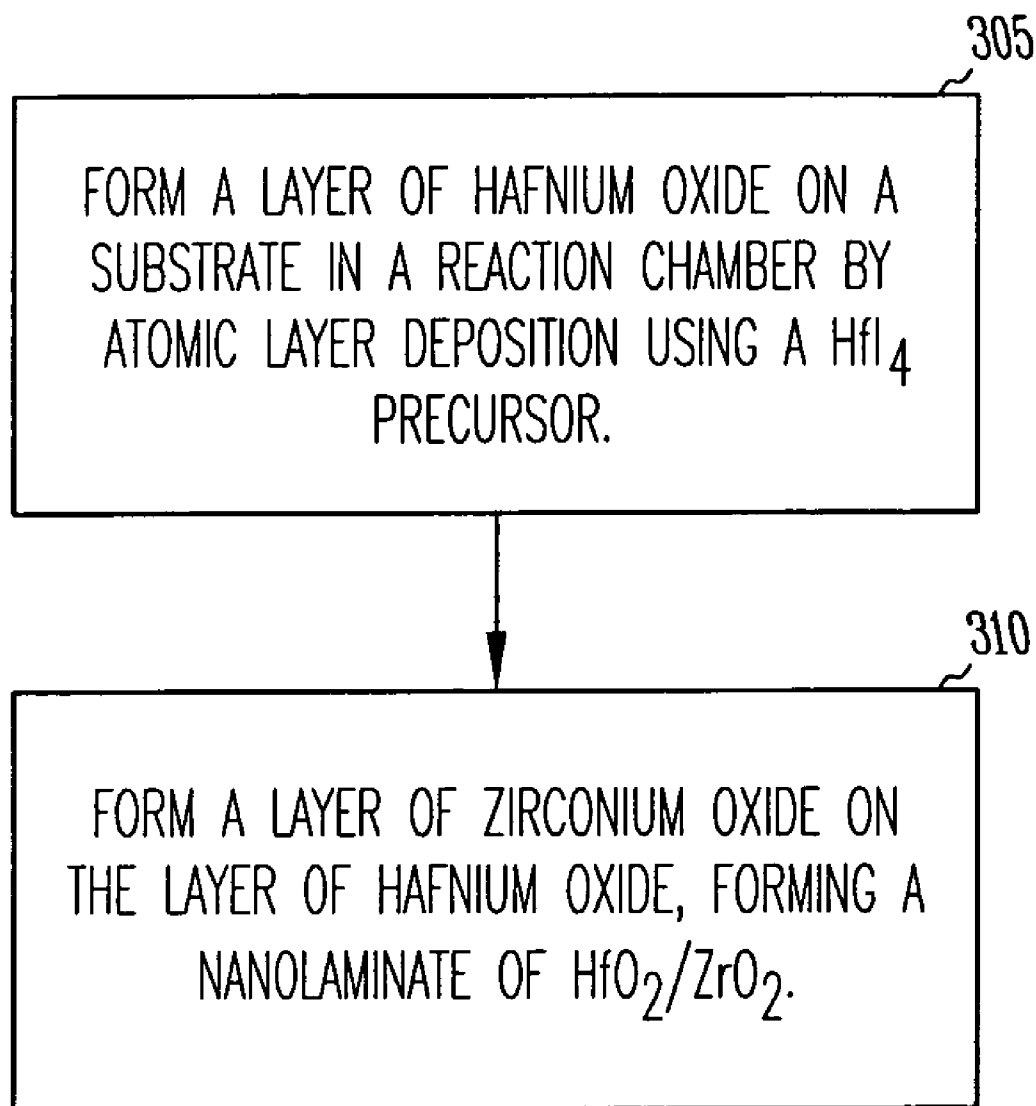 305
FORM A LAYER OF HAFNIUM OXIDE ON A
SUBSTRATE IN A REACTION CHAMBER BY
ATOMIC LAYER DEPOSITION USING A HfI₄
PRECURSOR.
310
FORM A LAYER OF ZIRCONIUM OXIDE ON
THE LAYER OF HAFNIUM OXIDE, FORMING A
NANOLAMINATE OF HfO₂/ZrO₂.